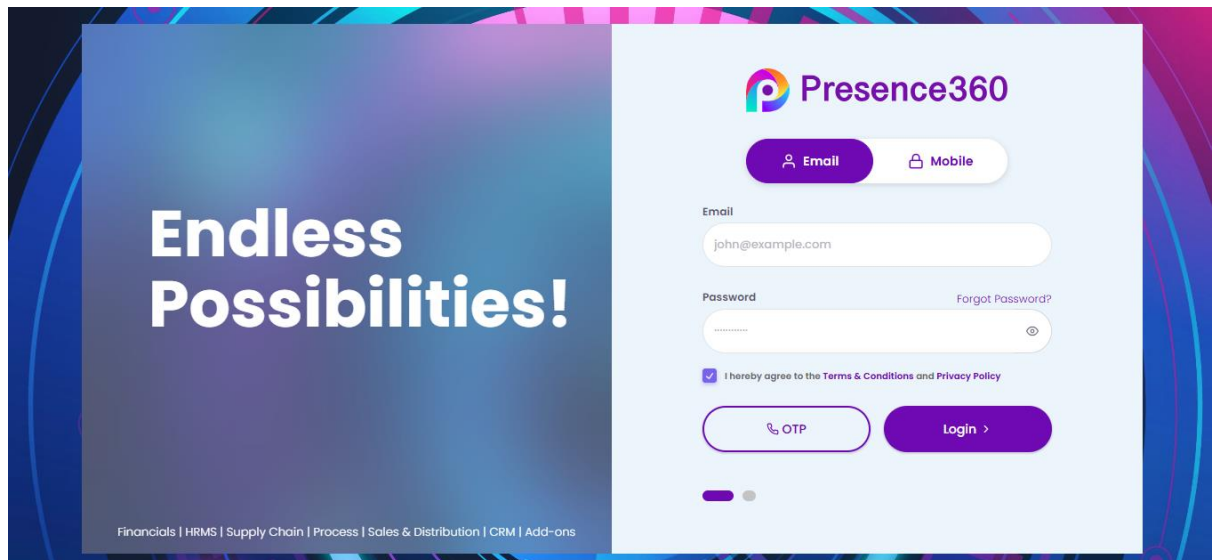 Endless
Possibilities!
Financials | HRMS | Supply Chain | Process | Sales & Distribution | CRM | Add-ons
Presence360
Email
Mobile
Email
john@example.com
Password
Forgot Password?
I hereby agree to the Terms & Conditions and Privacy Policy
OTP
Login >